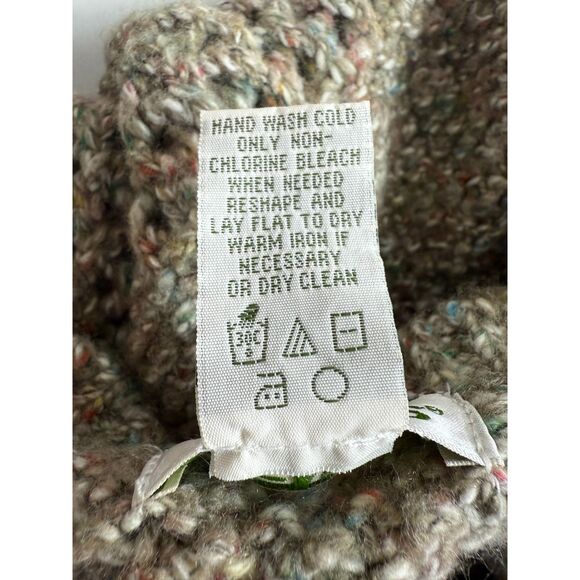 HAND WASH COLD
ONLY NON-
CHLORINE BLEACH
WHEN NEEDED
RESHAPE AND
LAY FLAT TO DRY
WARM IRON IF
NECESSARY
OR DRY CLEAN
30C